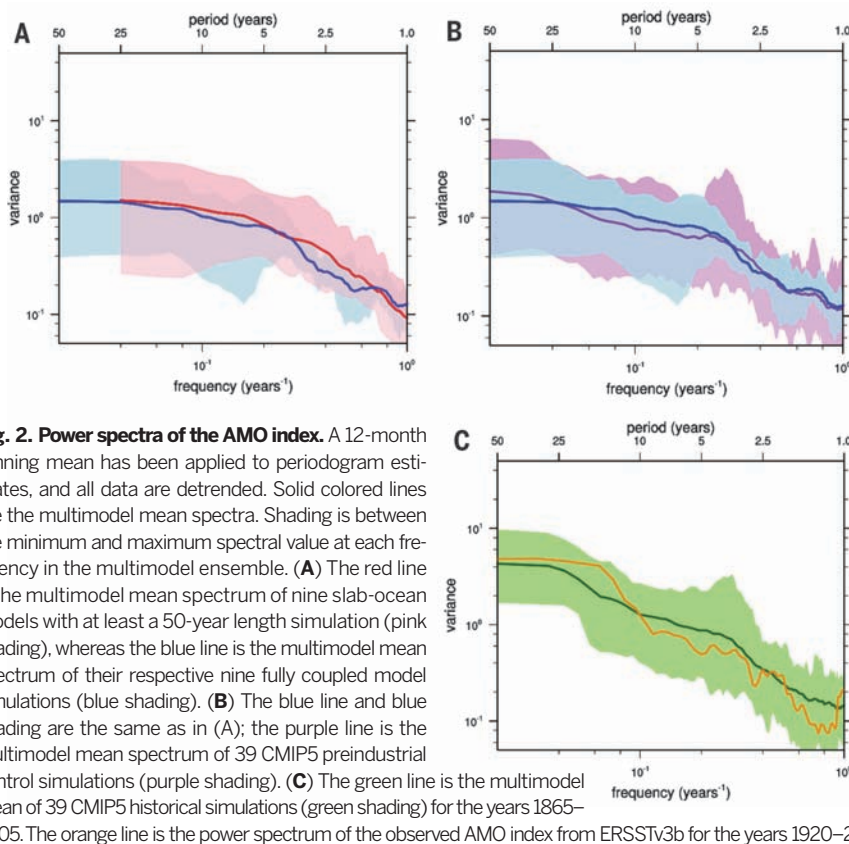 A
period (years)
50 25 10 5 2.5 1.0
10¹
10⁰
10⁻¹
variance
10⁻¹ 10⁰
frequency (years⁻¹)
B
period (years)
50 25 10 5 2.5 1.0
10¹
10⁰
10⁻¹
variance
10⁻¹ 10⁰
frequency (years⁻¹)
g. 2. Power spectra of the AMO index. A 12-month
nning mean has been applied to periodogram esti-
ates, and all data are detrended. Solid colored lines
e the multimodel mean spectra. Shading is between
e minimum and maximum spectral value at each fre-
ency in the multimodel ensemble. (A) The red line
the multimodel mean spectrum of nine slab-ocean
odels with at least a 50-year length simulation (pink
ading), whereas the blue line is the multimodel mean
ectrum of their respective nine fully coupled model
mulations (blue shading). (B) The blue line and blue
ading are the same as in (A); the purple line is the
ultimodel mean spectrum of 39 CMIP5 preindustrial
ntrol simulations (purple shading). (C) The green line is the multimodel
ean of 39 CMIP5 historical simulations (green shading) for the years 1865–
05. The orange line is the power spectrum of the observed AMO index from ERSSTv3b for the years 1920–2
C
period (years)
50 25 10 5 2.5 1.0
10¹
10⁰
10⁻¹
variance
10⁻¹ 10
frequency (years⁻¹)